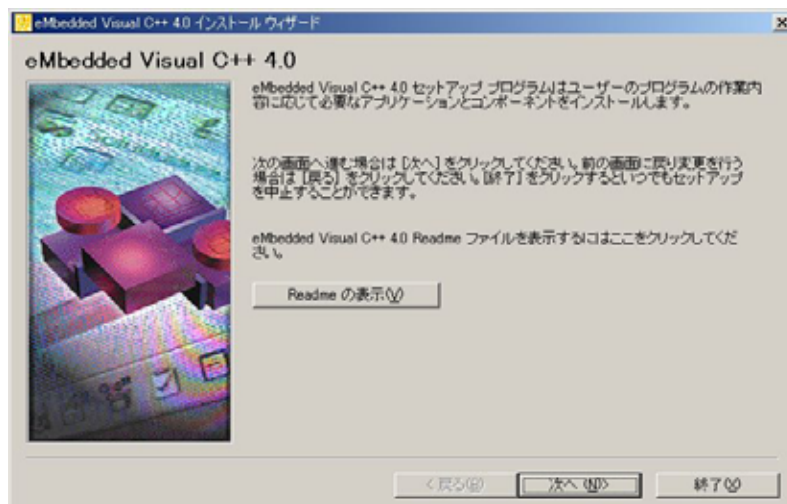 eMbedded Visual C++ 4.0 インストール ウィザード
eMbedded Visual C++ 4.0
eMbedded Visual C++ 4.0 セットアップ プログラムはユーザーのプログラムの作業内
容に応じて必要なアプリケーションとコンポーネントをインストールします。
次の画面へ進む場合は [次へ] をクリックしてください。前の画面に戻り変更を行う
場合は [戻る] をクリックしてください。[終了] をクリックするといつでもセットアップ
を中止することができます。
eMbedded Visual C++ 4.0 Readme ファイルを表示するにはここをクリックしてくだ
さい。
Readme の表示(V)
< 戻る(B)
次へ (N)>
終了(X)